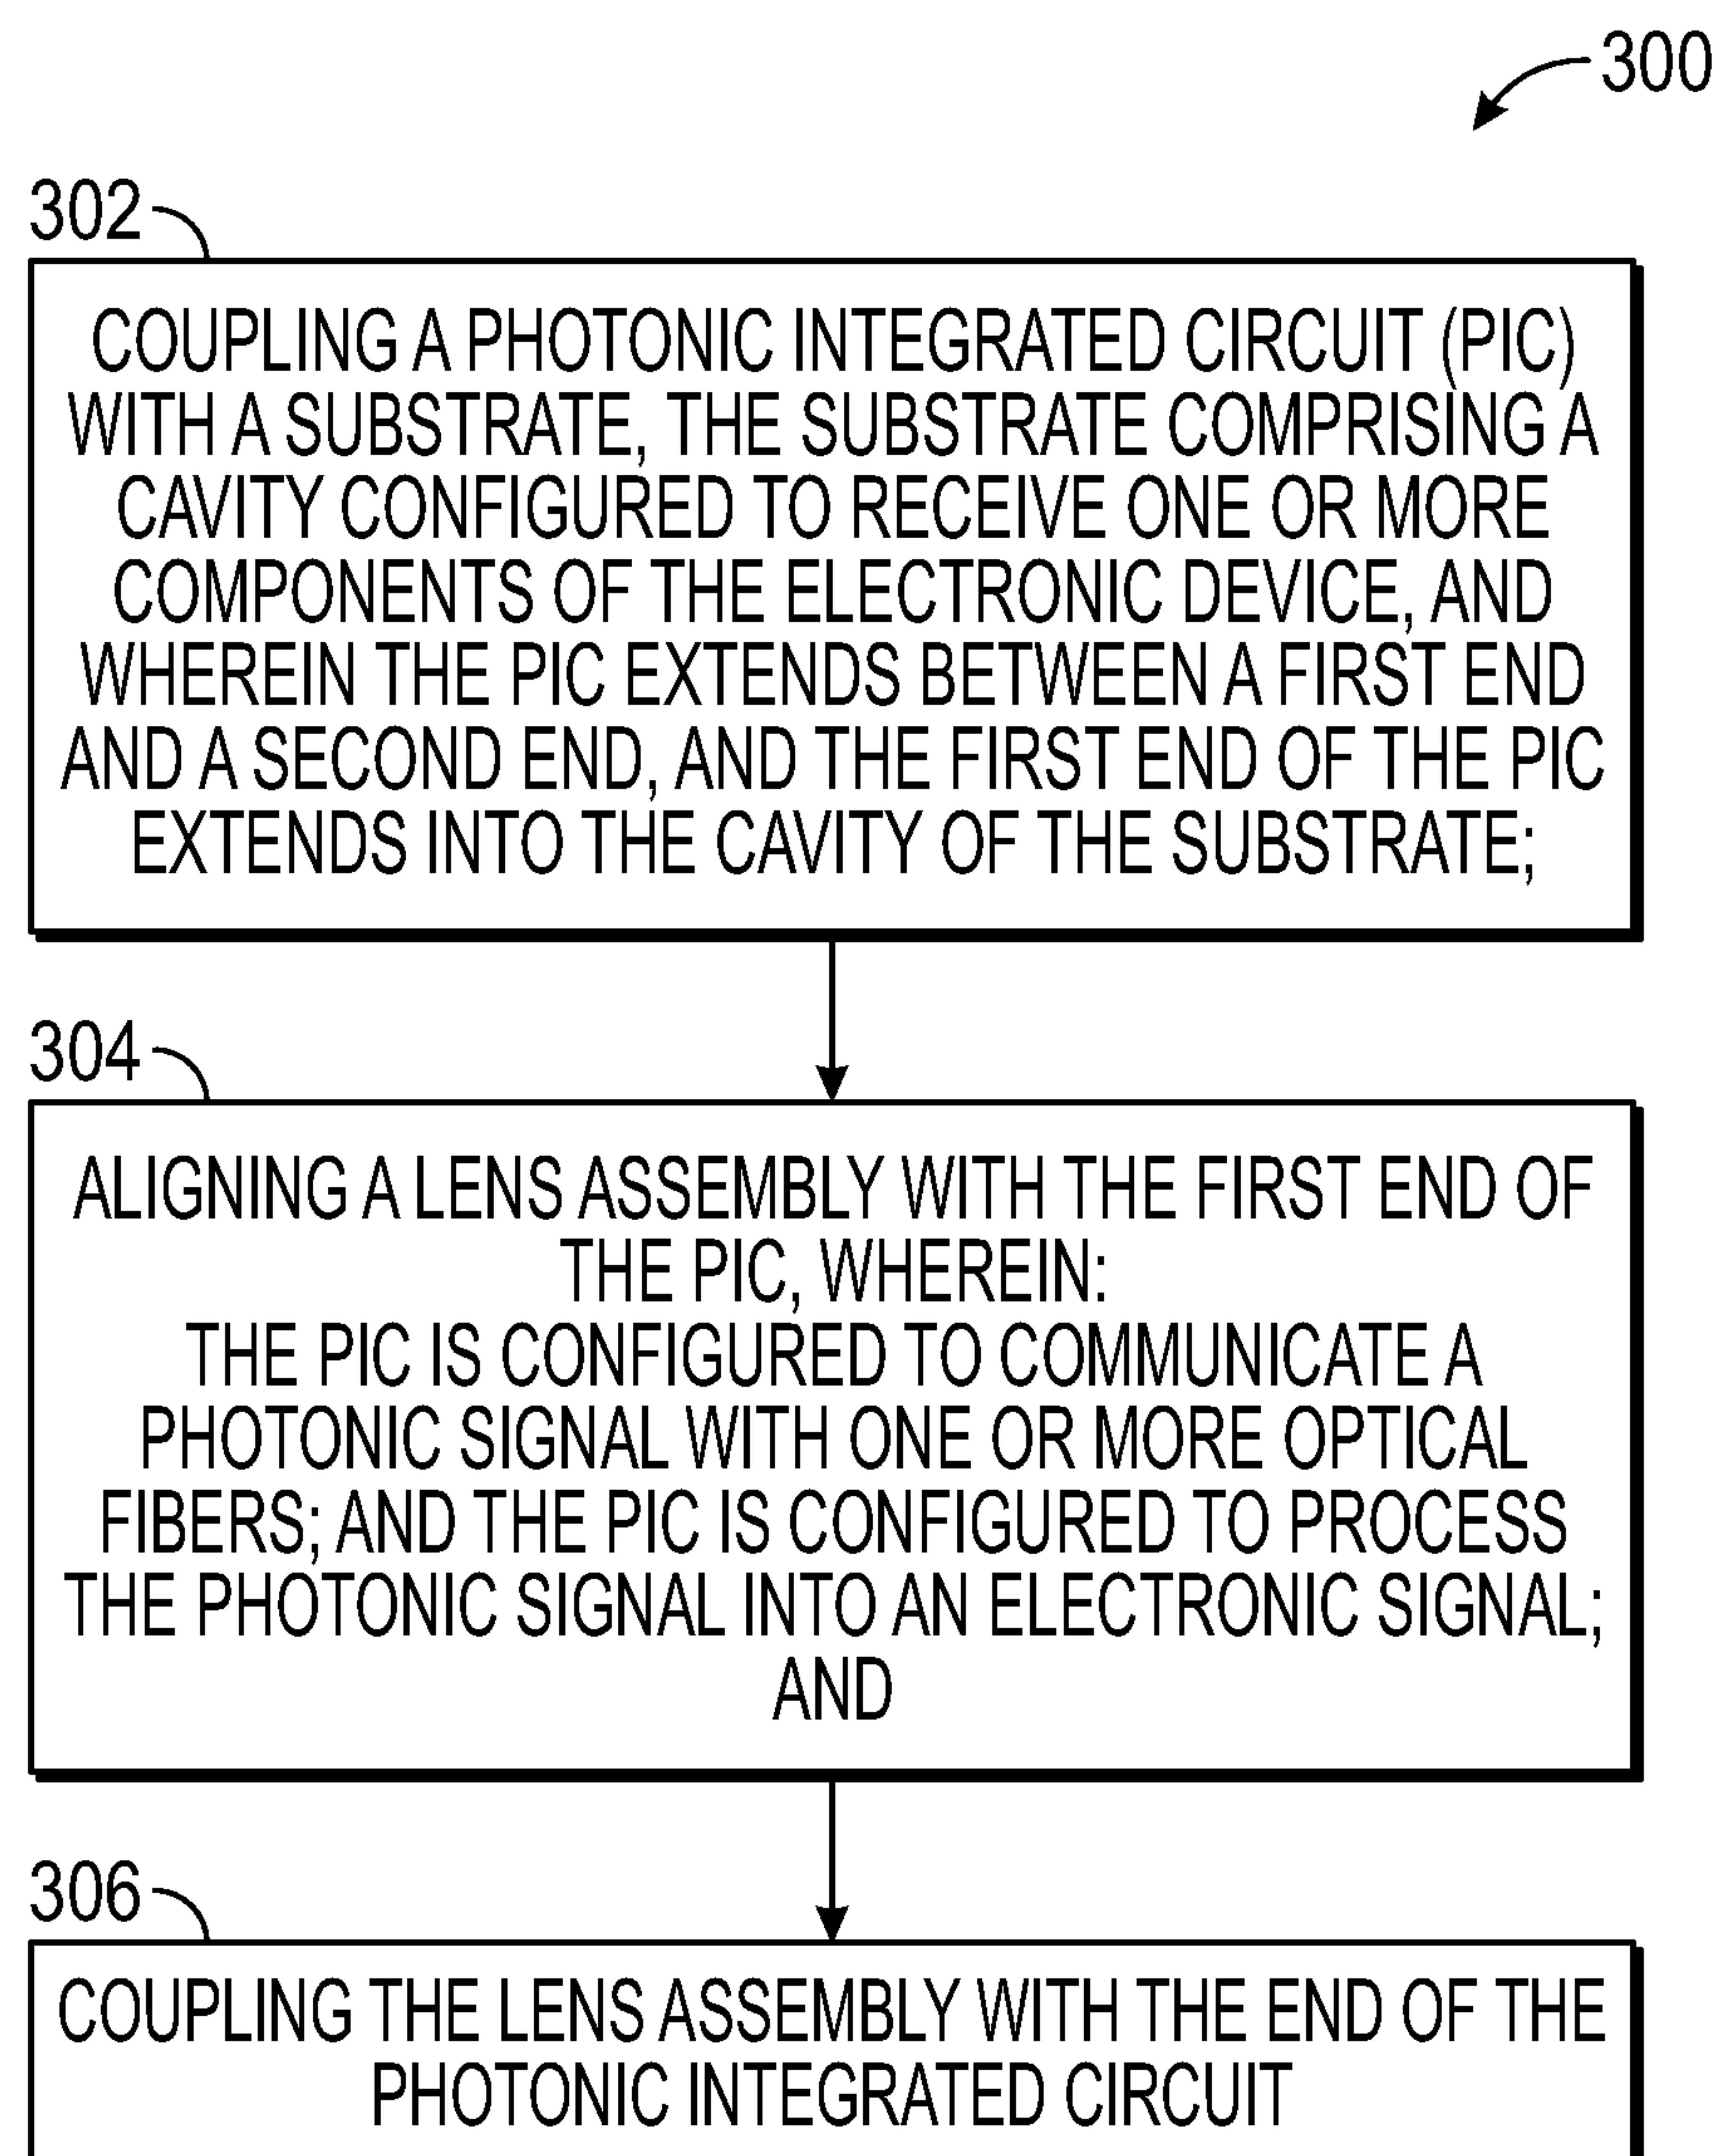 300
302
COUPLING A PHOTONIC INTEGRATED CIRCUIT (PIC)
WITH A SUBSTRATE, THE SUBSTRATE COMPRISING A
CAVITY CONFIGURED TO RECEIVE ONE OR MORE
COMPONENTS OF THE ELECTRONIC DEVICE, AND
WHEREIN THE PIC EXTENDS BETWEEN A FIRST END
AND A SECOND END, AND THE FIRST END OF THE PIC
EXTENDS INTO THE CAVITY OF THE SUBSTRATE;
304
ALIGNING A LENS ASSEMBLY WITH THE FIRST END OF
THE PIC, WHEREIN:
THE PIC IS CONFIGURED TO COMMUNICATE A
PHOTONIC SIGNAL WITH ONE OR MORE OPTICAL
FIBERS; AND THE PIC IS CONFIGURED TO PROCESS
THE PHOTONIC SIGNAL INTO AN ELECTRONIC SIGNAL;
AND
306
COUPLING THE LENS ASSEMBLY WITH THE END OF THE
PHOTONIC INTEGRATED CIRCUIT